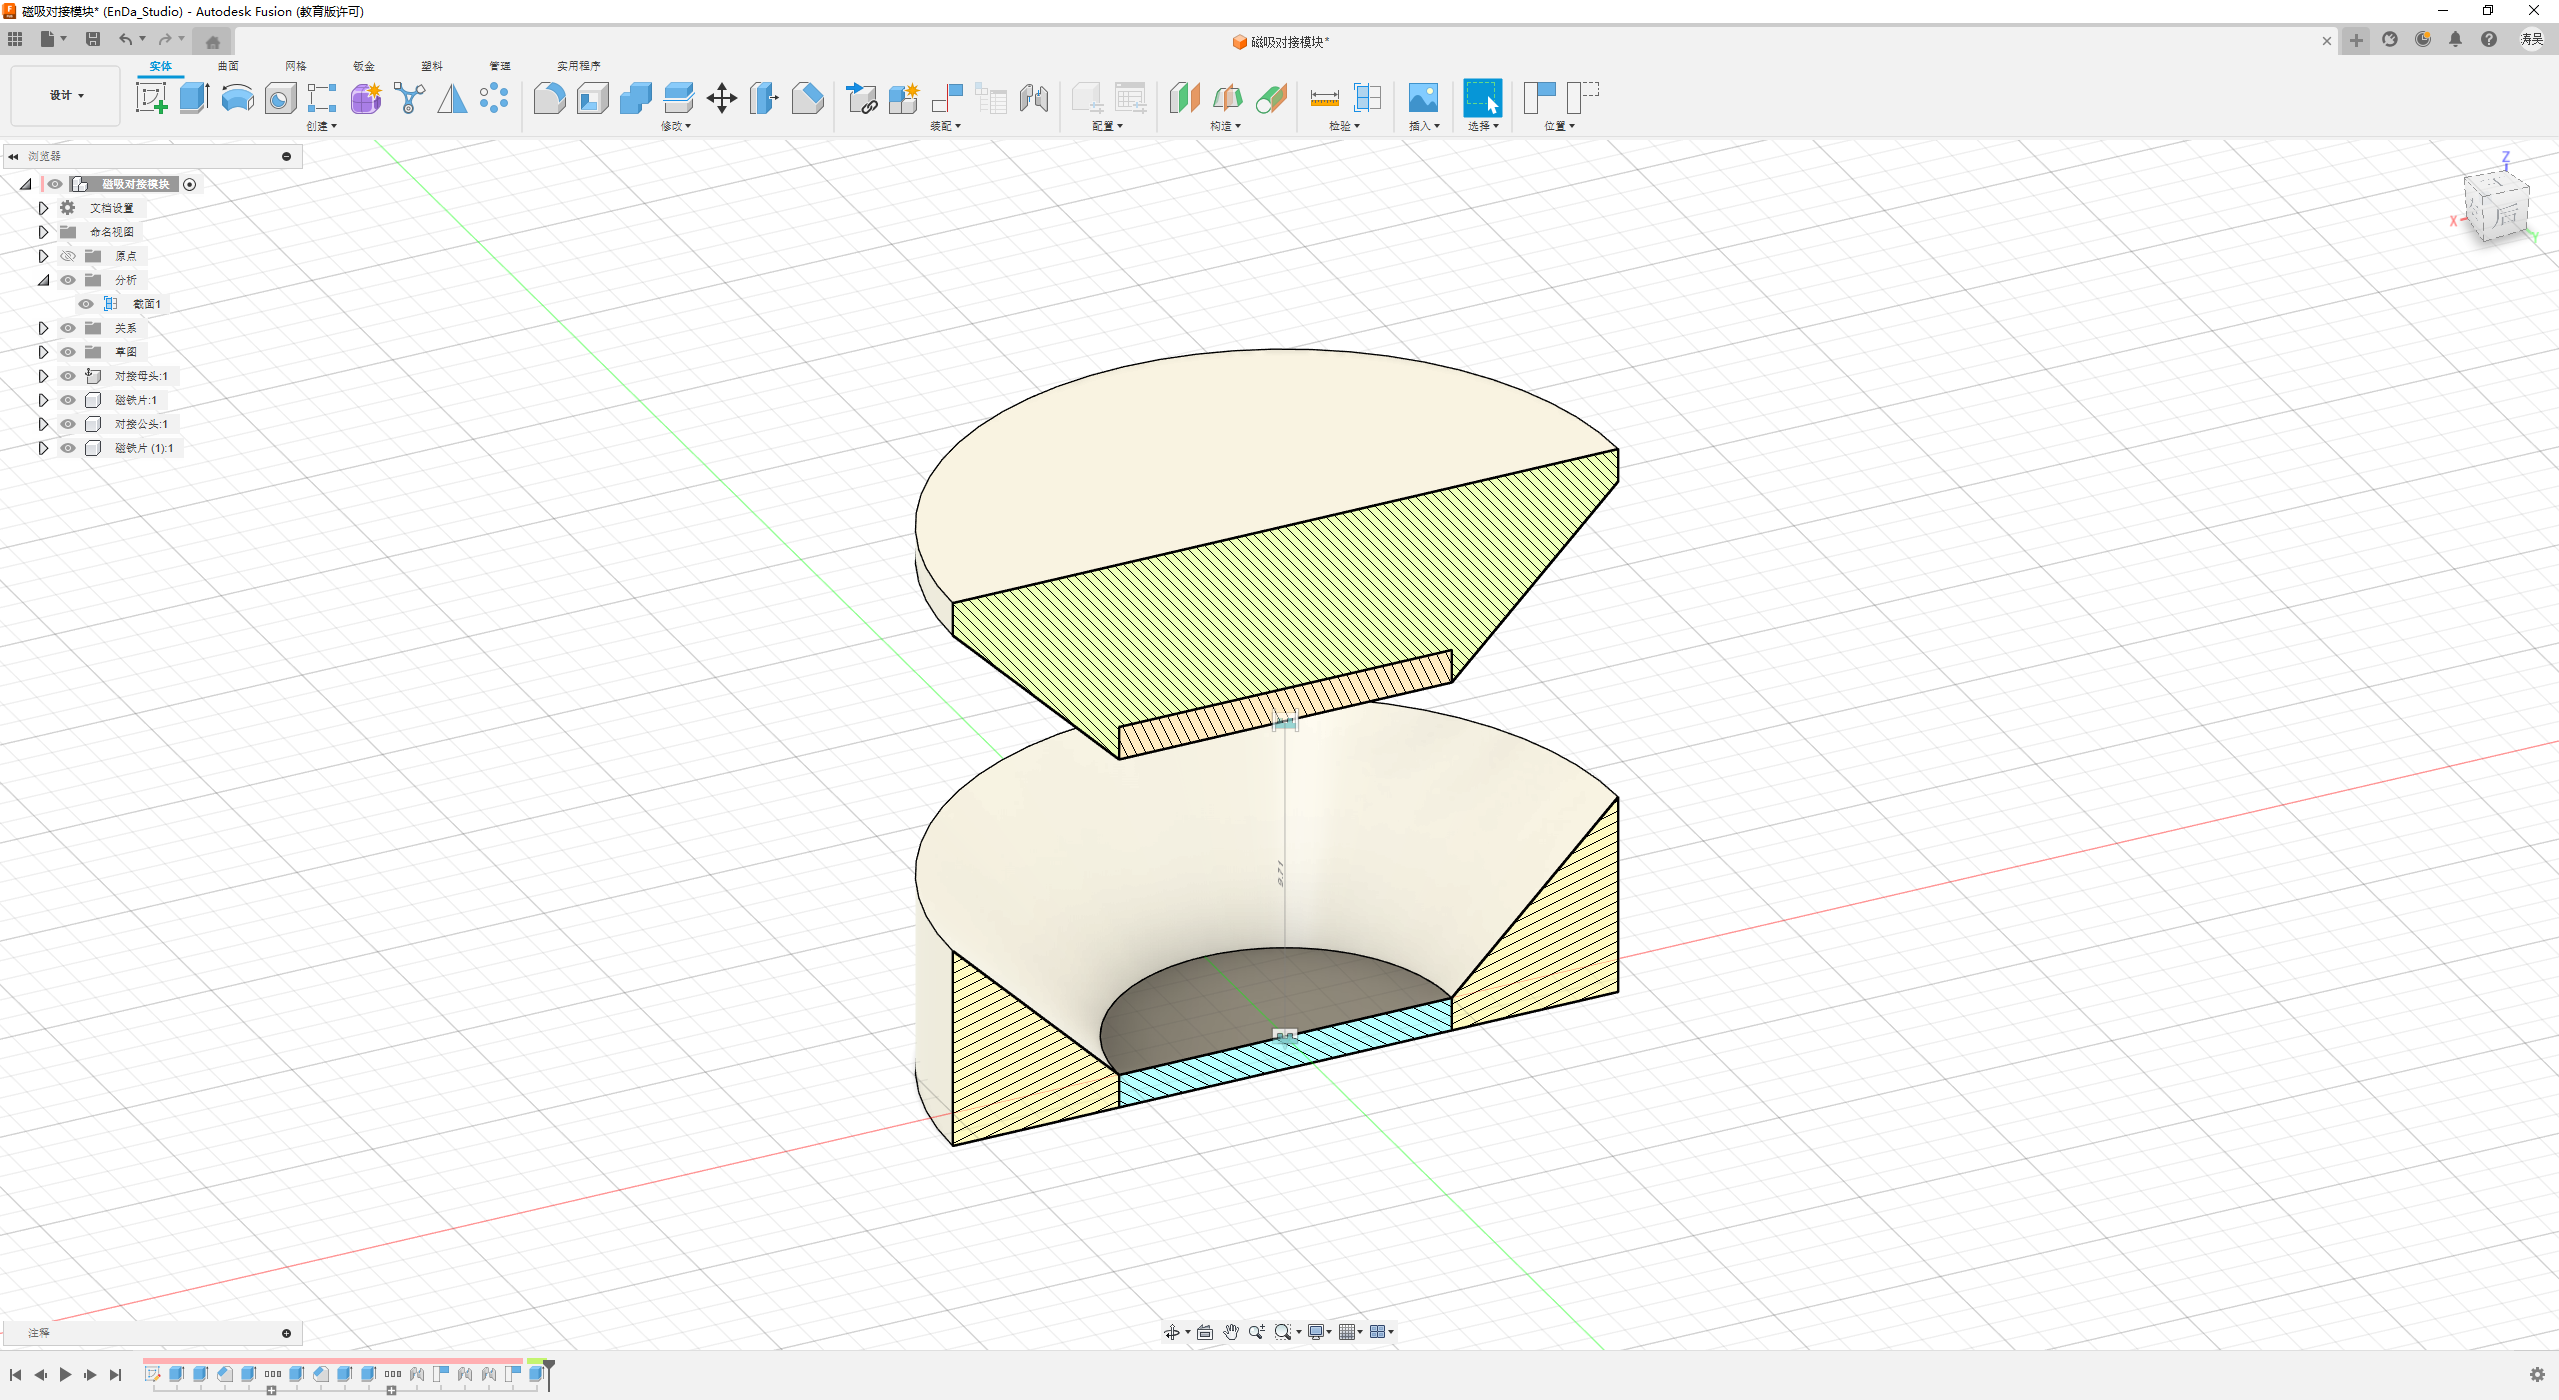 磁吸对接模块* (EnDa_Studio) - Autodesk Fusion (教育版许可)
磁吸对接模块*
涛吴
设计
实体 曲面 网格 钣金 塑料 管理 实用程序
创建 修改 装配 配置 构造 检验 插入 选择 位置
浏览器
磁吸对接模块
文档设置
命名视图
原点
分析
截面1
关系
草图
对接母头:1
磁铁片:1
对接公头:1
磁铁片 (1):1
Z
X
Y
后
9.71
注释